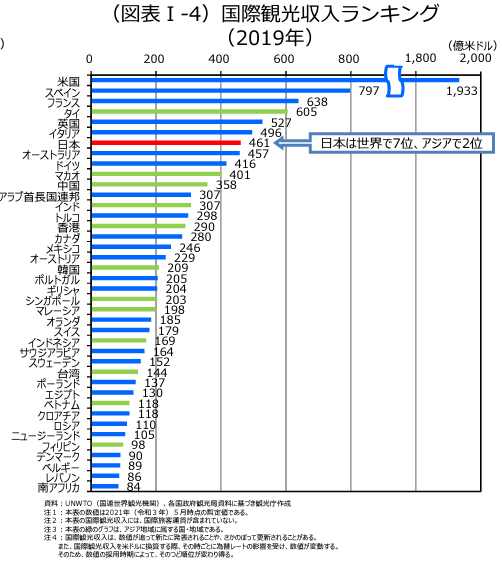 （図表Ⅰ-4）国際観光収入ランキング
（2019年）
)
（億米ドル）
0 200 400 600 800 1,800 2,000
米国 1,933
スペイン 797
フランス 638
タイ 605
英国 527
イタリア 496
日本 461
日本は世界で7位、アジアで2位
オーストラリア 457
ドイツ 416
マカオ 401
中国 358
アラブ首長国連邦 307
インド 307
トルコ 298
香港 290
カナダ 280
メキシコ 246
オーストリア 229
韓国 209
ポルトガル 205
ギリシャ 204
シンガポール 203
マレーシア 198
オランダ 185
スイス 179
インドネシア 169
サウジアラビア 164
スウェーデン 152
台湾 144
ポーランド 137
エジプト 130
ベトナム 118
クロアチア 118
ロシア 110
ニュージーランド 105
フィリピン 98
デンマーク 90
ベルギー 89
レバノン 86
南アフリカ 84
資料：UNWTO（国連世界観光機関）、各国政府観光局資料に基づき観光庁作成
注１：本表の数値は2021年（令和３年）５月時点の暫定値である。
注２：本表の国際観光収入には、国際旅客運賃が含まれていない。
注３：本表の緑のグラフは、アジア地域に属する国・地域である。
注４：国際観光収入は、数値が追って新たに発表されることや、さかのぼって更新されることがある。
また、国際観光収入を米ドルに換算する際、その時ごとに為替レートの影響を受け、数値が変動する。
そのため、数値の採用時期によって、そのつど順位が変わり得る。